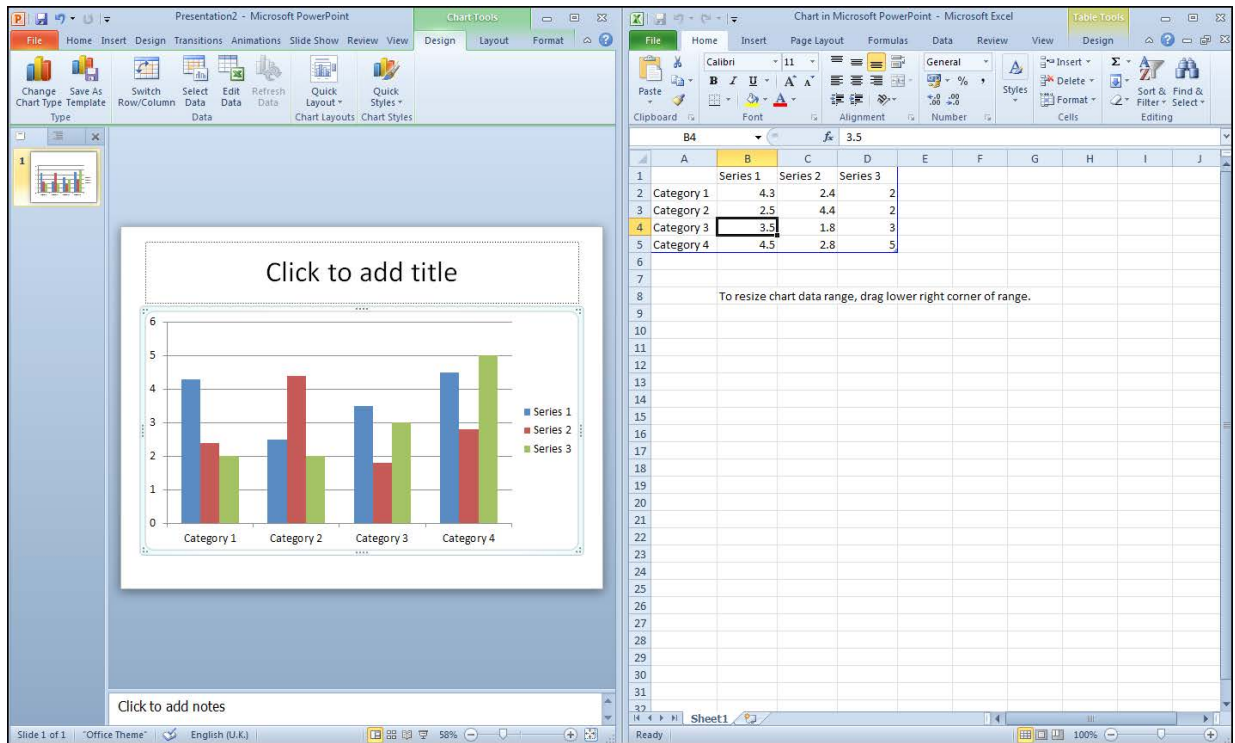 Presentation2 - Microsoft PowerPoint
Chart Tools
File Home Insert Design Transitions Animations Slide Show Review View Design Layout Format
Change Chart Type
Save As Template
Switch Row/Column
Select Data
Edit Data
Refresh Data
Quick Layout
Quick Styles
Type
Data
Chart Layouts
Chart Styles
1
Click to add title
6
5
4
3
2
1
0
Category 1 Category 2 Category 3 Category 4
Series 1
Series 2
Series 3
Click to add notes
Slide 1 of 1 "Office Theme" English (U.K.) 58%
Chart in Microsoft PowerPoint - Microsoft Excel
Table Tools
File Home Insert Page Layout Formulas Data Review View Design
Paste
Calibri 11
B I U A A
A
General
% ,
.00 .00
Styles
Insert
Delete
Format
Σ
Sort & Filter
Find & Select
Clipboard Font Alignment Number Cells Editing
B4 fx 3.5
A B C D E F G H I J
1 Series 1 Series 2 Series 3
2 Category 1 4.3 2.4 2
3 Category 2 2.5 4.4 2
4 Category 3 3.5 1.8 3
5 Category 4 4.5 2.8 5
6
7
8 To resize chart data range, drag lower right corner of range.
9
10
11
12
13
14
15
16
17
18
19
20
21
22
23
24
25
26
27
28
29
30
31
32
Sheet1
Ready 100%